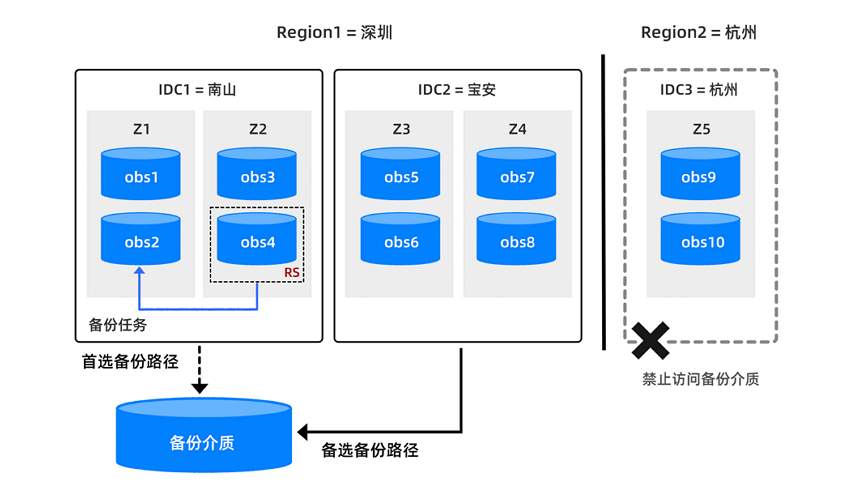 Region1 = 深圳
Region2 = 杭州
IDC1 = 南山
IDC2 = 宝安
IDC3 = 杭州
Z1
Z2
Z3
Z4
Z5
obs1
obs3
obs5
obs7
obs9
obs2
obs4
obs6
obs8
obs10
RS
备份任务
首选备份路径
禁止访问备份介质
备份介质
备选备份路径